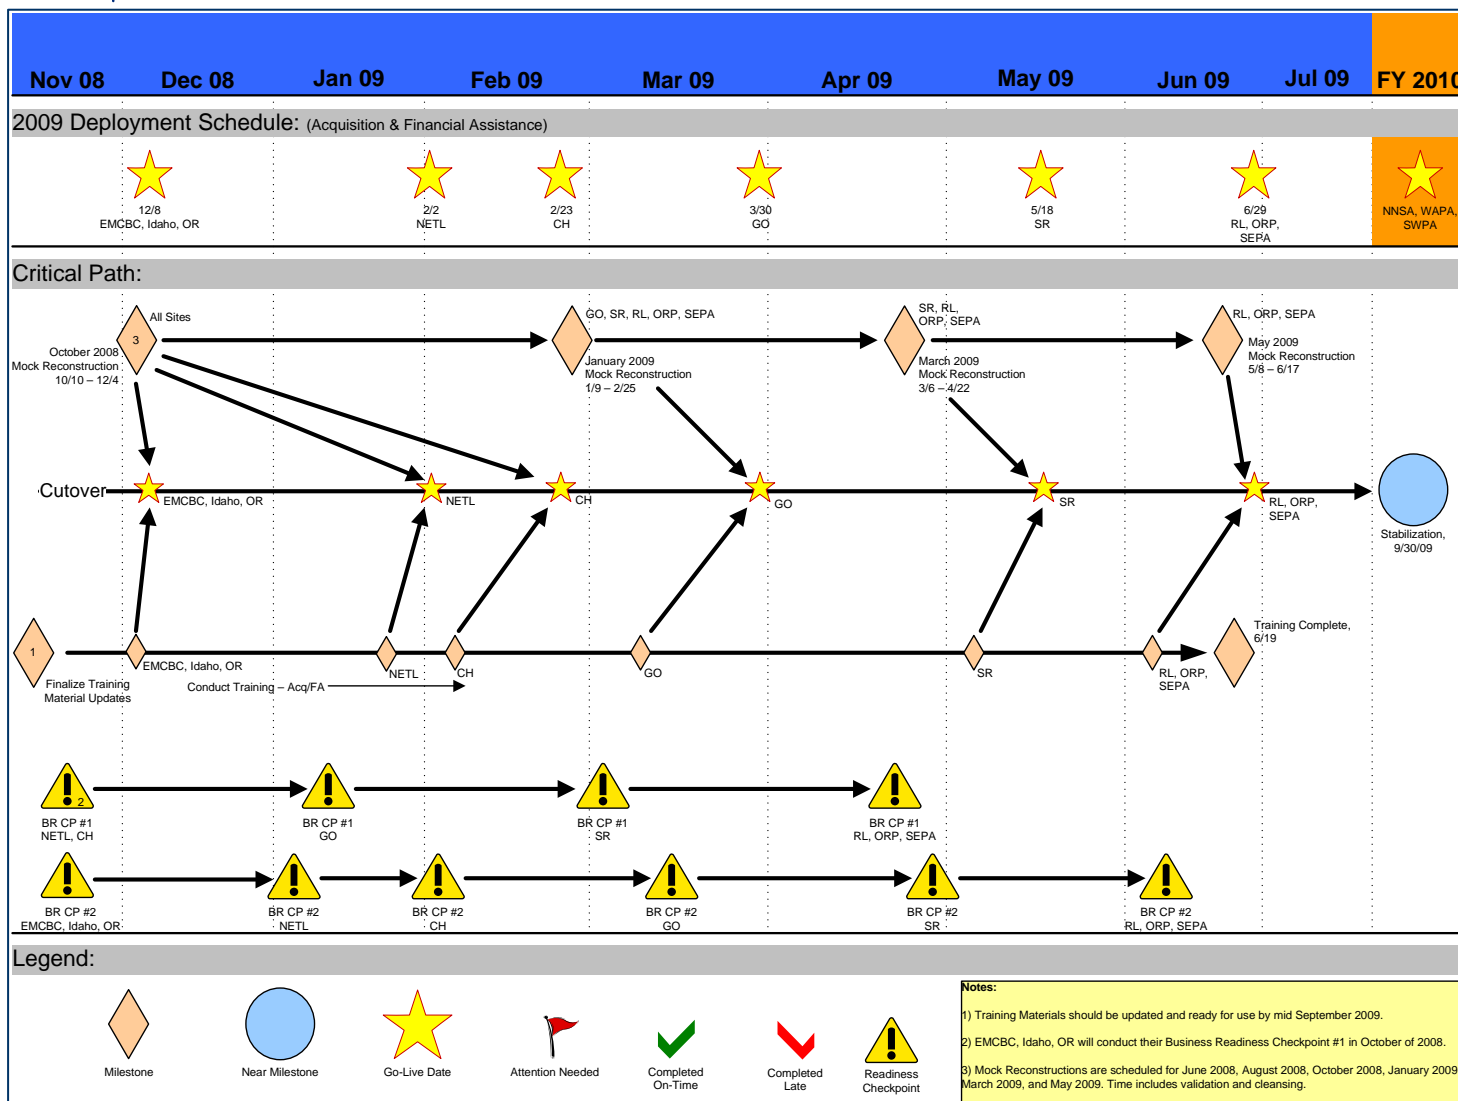 Nov 08
Dec 08
Jan 09
Feb 09
Mar 09
Apr 09
May 09
Jun 09
Jul 09
FY 2010
2009 Deployment Schedule: (Acquisition & Financial Assistance)
12/8
EMCBC, Idaho, OR
2/2
NETL
2/23
CH
3/30
GO
5/18
SR
6/29
RL, ORP,
SEPA
NNSA, WAPA,
SWPA
Critical Path:
3
All Sites
October 2008
Mock Reconstruction
10/10 – 12/4
GO, SR, RL, ORP, SEPA
January 2009
Mock Reconstruction
1/9 – 2/25
SR, RL,
ORP, SEPA
March 2009
Mock Reconstruction
3/6 – 4/22
RL, ORP, SEPA
May 2009
Mock Reconstruction
5/8 – 6/17
Cutover
EMCBC, Idaho, OR
NETL
CH
GO
SR
RL, ORP,
SEPA
Stabilization,
9/30/09
1
Finalize Training
Material Updates
EMCBC, Idaho, OR
Conduct Training – Acq/FA
NETL
CH
GO
SR
RL, ORP,
SEPA
Training Complete,
6/19
2
BR CP #1
NETL, CH
BR CP #1
GO
BR CP #1
SR
BR CP #1
RL, ORP, SEPA
BR CP #2
EMCBC, Idaho, OR
BR CP #2
NETL
BR CP #2
CH
BR CP #2
GO
BR CP #2
SR
BR CP #2
RL, ORP, SEPA
Legend:
Milestone
Near Milestone
Go-Live Date
Attention Needed
Completed
On-Time
Completed
Late
Readiness
Checkpoint
Notes:
1) Training Materials should be updated and ready for use by mid September 2009.
2) EMCBC, Idaho, OR will conduct their Business Readiness Checkpoint #1 in October of 2008.
3) Mock Reconstructions are scheduled for June 2008, August 2008, October 2008, January 2009
March 2009, and May 2009. Time includes validation and cleansing.